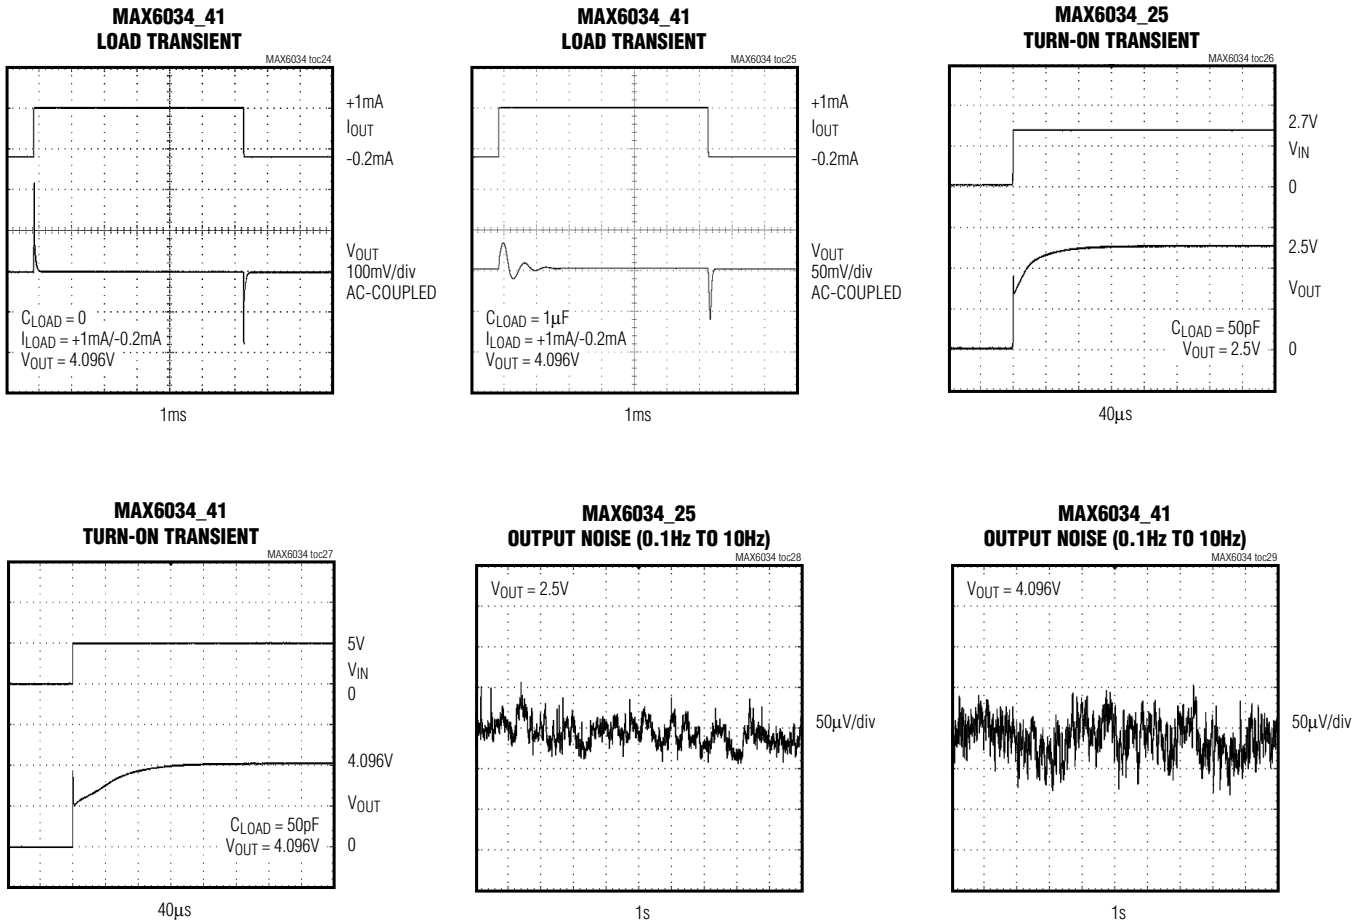 MAX6034_41
LOAD TRANSIENT
MAX6034 toc24
+1mA
IOUT
-0.2mA
VOUT
100mV/div
AC-COUPLED
CLOAD = 0
ILOAD = +1mA/-0.2mA
VOUT = 4.096V
1ms
MAX6034_41
LOAD TRANSIENT
MAX6034 toc25
+1mA
IOUT
-0.2mA
VOUT
50mV/div
AC-COUPLED
CLOAD = 1μF
ILOAD = +1mA/-0.2mA
VOUT = 4.096V
1ms
MAX6034_25
TURN-ON TRANSIENT
MAX6034 toc26
2.7V
VIN
0
2.5V
VOUT
CLOAD = 50pF
VOUT = 2.5V
0
40μs
MAX6034_41
TURN-ON TRANSIENT
MAX6034 toc27
5V
VIN
0
4.096V
VOUT
CLOAD = 50pF
VOUT = 4.096V
0
40μs
MAX6034_25
OUTPUT NOISE (0.1Hz TO 10Hz)
MAX6034 toc28
VOUT = 2.5V
50μV/div
1s
MAX6034_41
OUTPUT NOISE (0.1Hz TO 10Hz)
MAX6034 toc29
VOUT = 4.096V
50μV/div
1s